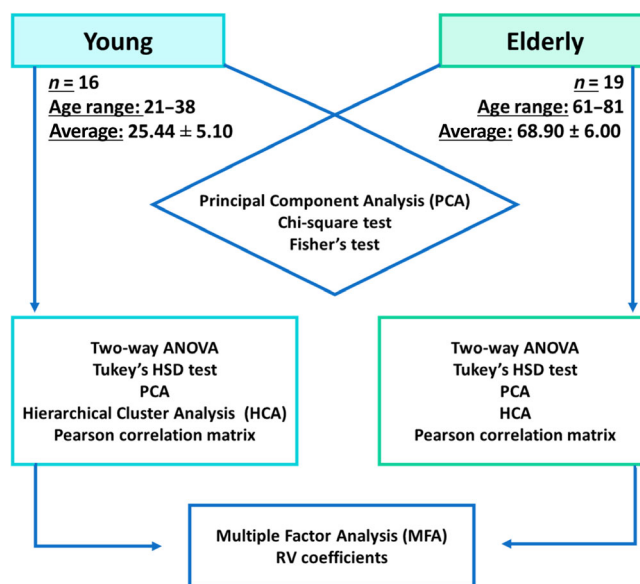 Young
Elderly
n = 16
Age range: 21–38
Average: 25.44 ± 5.10
n = 19
Age range: 61–81
Average: 68.90 ± 6.00
Principal Component Analysis (PCA)
Chi-square test
Fisher's test
Two-way ANOVA
Tukey's HSD test
PCA
Hierarchical Cluster Analysis (HCA)
Pearson correlation matrix
Two-way ANOVA
Tukey's HSD test
PCA
HCA
Pearson correlation matrix
Multiple Factor Analysis (MFA)
RV coefficients